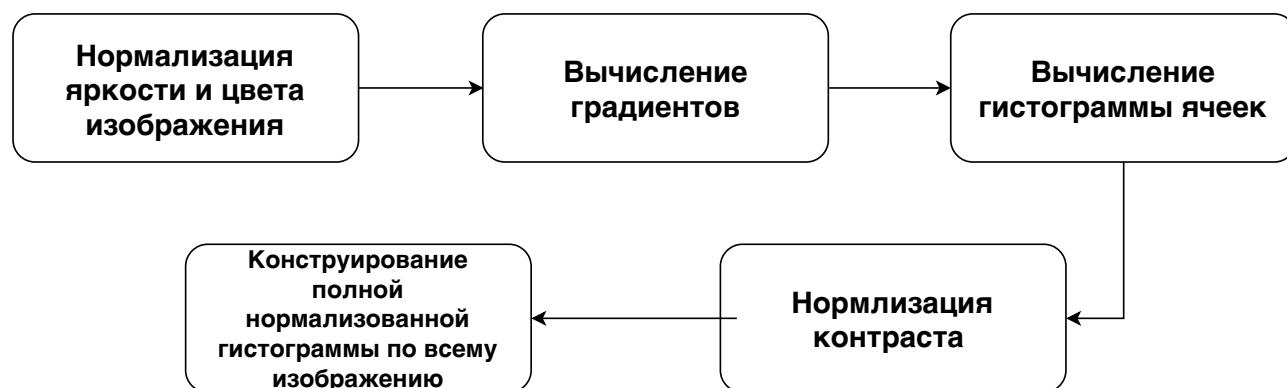 Нормализация
яркости и цвета
изображения
Вычисление
градиентов
Вычисление
гистограммы ячеек
Нормлизация
контраста
Конструирование
полной
нормализованной
гистограммы по всему
изображению